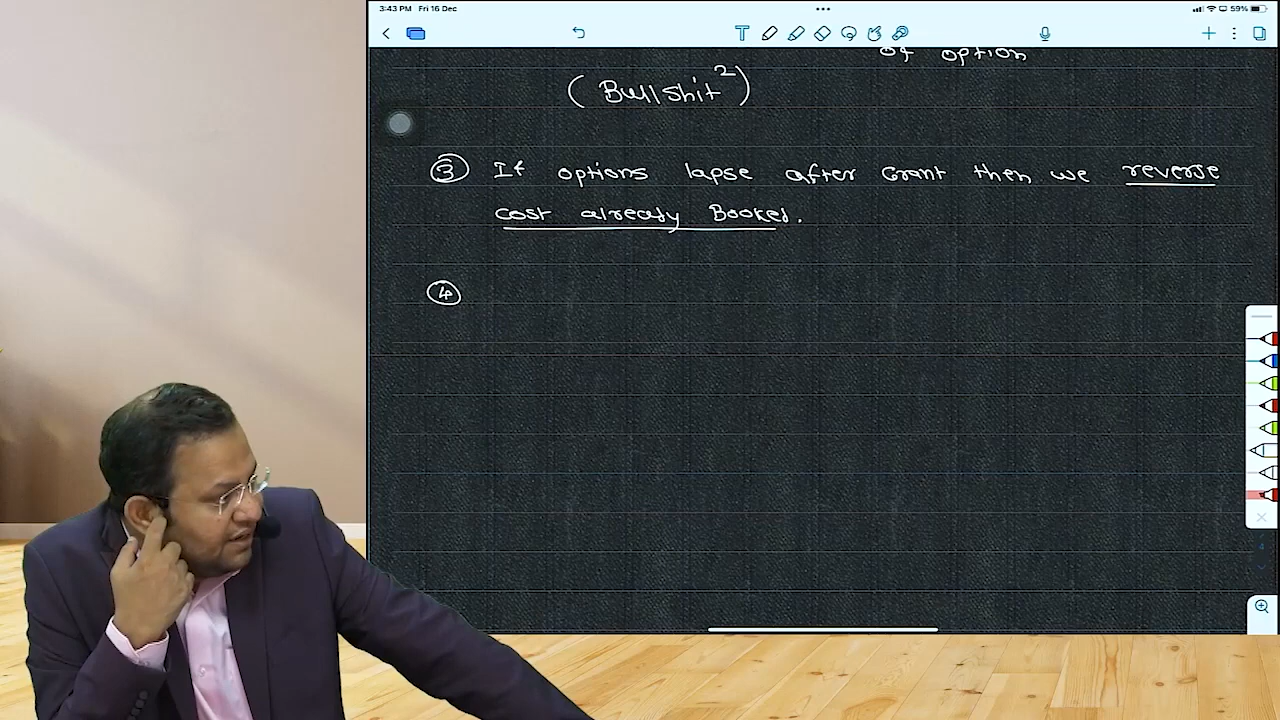 3:43 PM Fri 16 Dec
59%
T
of option
(Bullshit²)
③ If options lapse after Grant then we reverse
cost already Booked.
④
4